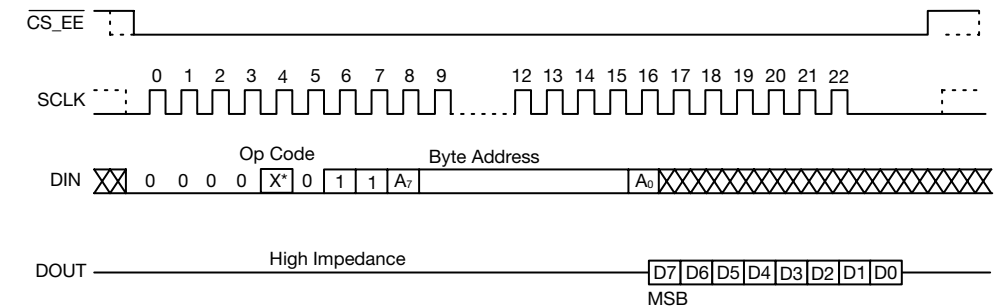 CS_EE
0 1 2 3 4 5 6 7 8 9 12 13 14 15 16 17 18 19 20 21 22
SCLK
Op Code Byte Address
DIN 0 0 0 0 X* 0 1 1 A7 A0
High Impedance
DOUT D7 D6 D5 D4 D3 D2 D1 D0
MSB